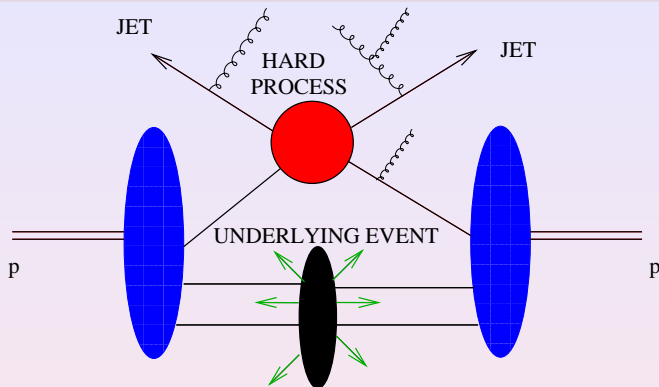 JET
HARD
PROCESS
JET
UNDERLYING EVENT
p
p